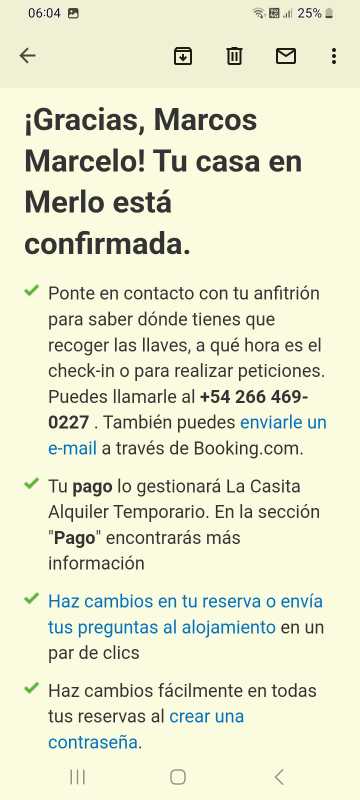 06:04
25%
¡Gracias, Marcos
Marcelo! Tu casa en
Merlo está
confirmada.
Ponte en contacto con tu anfitrión
para saber dónde tienes que
recoger las llaves, a qué hora es el
check-in o para realizar peticiones.
Puedes llamarle al +54 266 469-
0227 . También puedes enviarle un
e-mail a través de Booking.com.
Tu pago lo gestionará La Casita
Alquiler Temporario. En la sección
"Pago" encontrarás más
información
Haz cambios en tu reserva o envía
tus preguntas al alojamiento en un
par de clics
Haz cambios fácilmente en todas
tus reservas al crear una
contraseña.